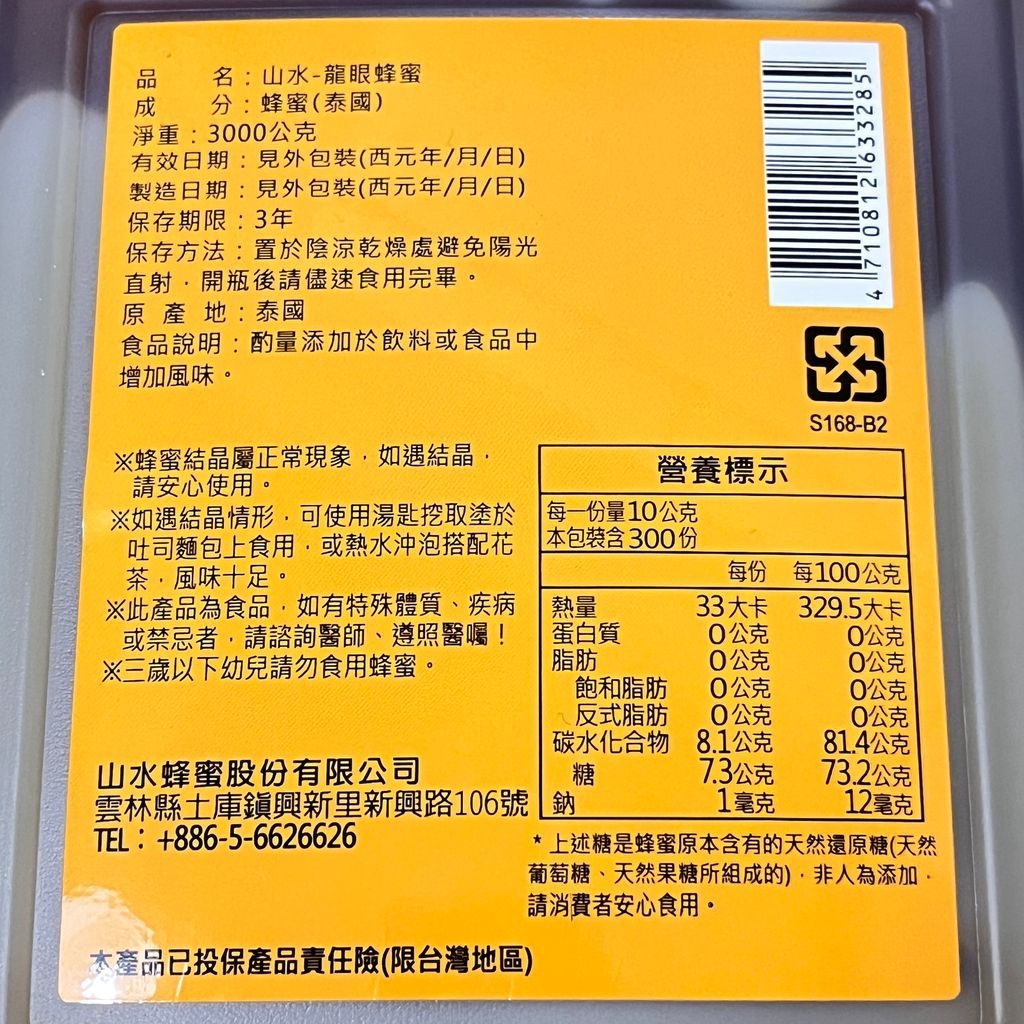 品　　名：山水-龍眼蜂蜜
成　　分：蜂蜜(泰國)
淨重：3000公克
有效日期：見外包裝(西元年/月/日)
製造日期：見外包裝(西元年/月/日)
保存期限：3年
保存方法：置於陰涼乾燥處避免陽光
直射，開瓶後請儘速食用完畢。
原 產 地：泰國
食品說明：酌量添加於飲料或食品中
增加風味。
4 710812 633285
S168-B2
※蜂蜜結晶屬正常現象，如遇結晶，
請安心使用。
※如遇結晶情形，可使用湯匙挖取塗於
吐司麵包上食用，或熱水沖泡搭配花
茶，風味十足。
※此產品為食品，如有特殊體質、疾病
或禁忌者，請諮詢醫師、遵照醫囑！
※三歲以下幼兒請勿食用蜂蜜。
營養標示
每一份量10公克
本包裝含300份
每份 每100公克
熱量 33大卡 329.5大卡
蛋白質 0公克 0公克
脂肪 0公克 0公克
飽和脂肪 0公克 0公克
反式脂肪 0公克 0公克
碳水化合物 8.1公克 81.4公克
糖 7.3公克 73.2公克
鈉 1毫克 12毫克
*上述糖是蜂蜜原本含有的天然還原糖(天然
葡萄糖、天然果糖所組成的)，非人為添加，
請消費者安心食用。
山水蜂蜜股份有限公司
雲林縣土庫鎮興新里新興路106號
TEL：+886-5-6626626
本產品已投保產品責任險(限台灣地區)